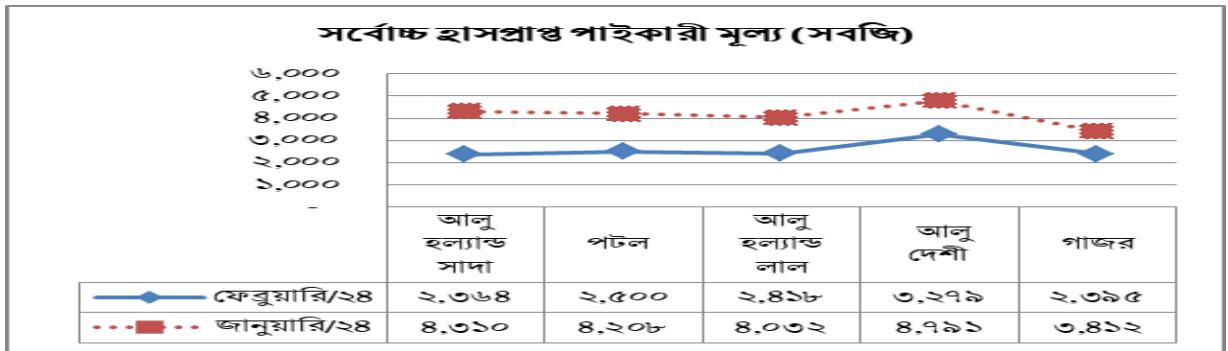 সর্বোচ্চ হ্রাসপ্রাপ্ত পাইকারী মূল্য (সবজি)
৬,০০০
৫,০০০
৪,০০০
৩,০০০
২,০০০
১,০০০
-
আলু হল্যান্ড সাদা
পটল
আলু হল্যান্ড লাল
আলু দেশী
গাজর
ফেব্রুয়ারি/২৪ ২,৩৬৪ ২,৫০০ ২,৪১৮ ৩,২৭৯ ২,৩৯৫
জানুয়ারি/২৪ ৪,৩১০ ৪,২০৮ ৪,০৩২ ৪,৭৯১ ৩,৪১২